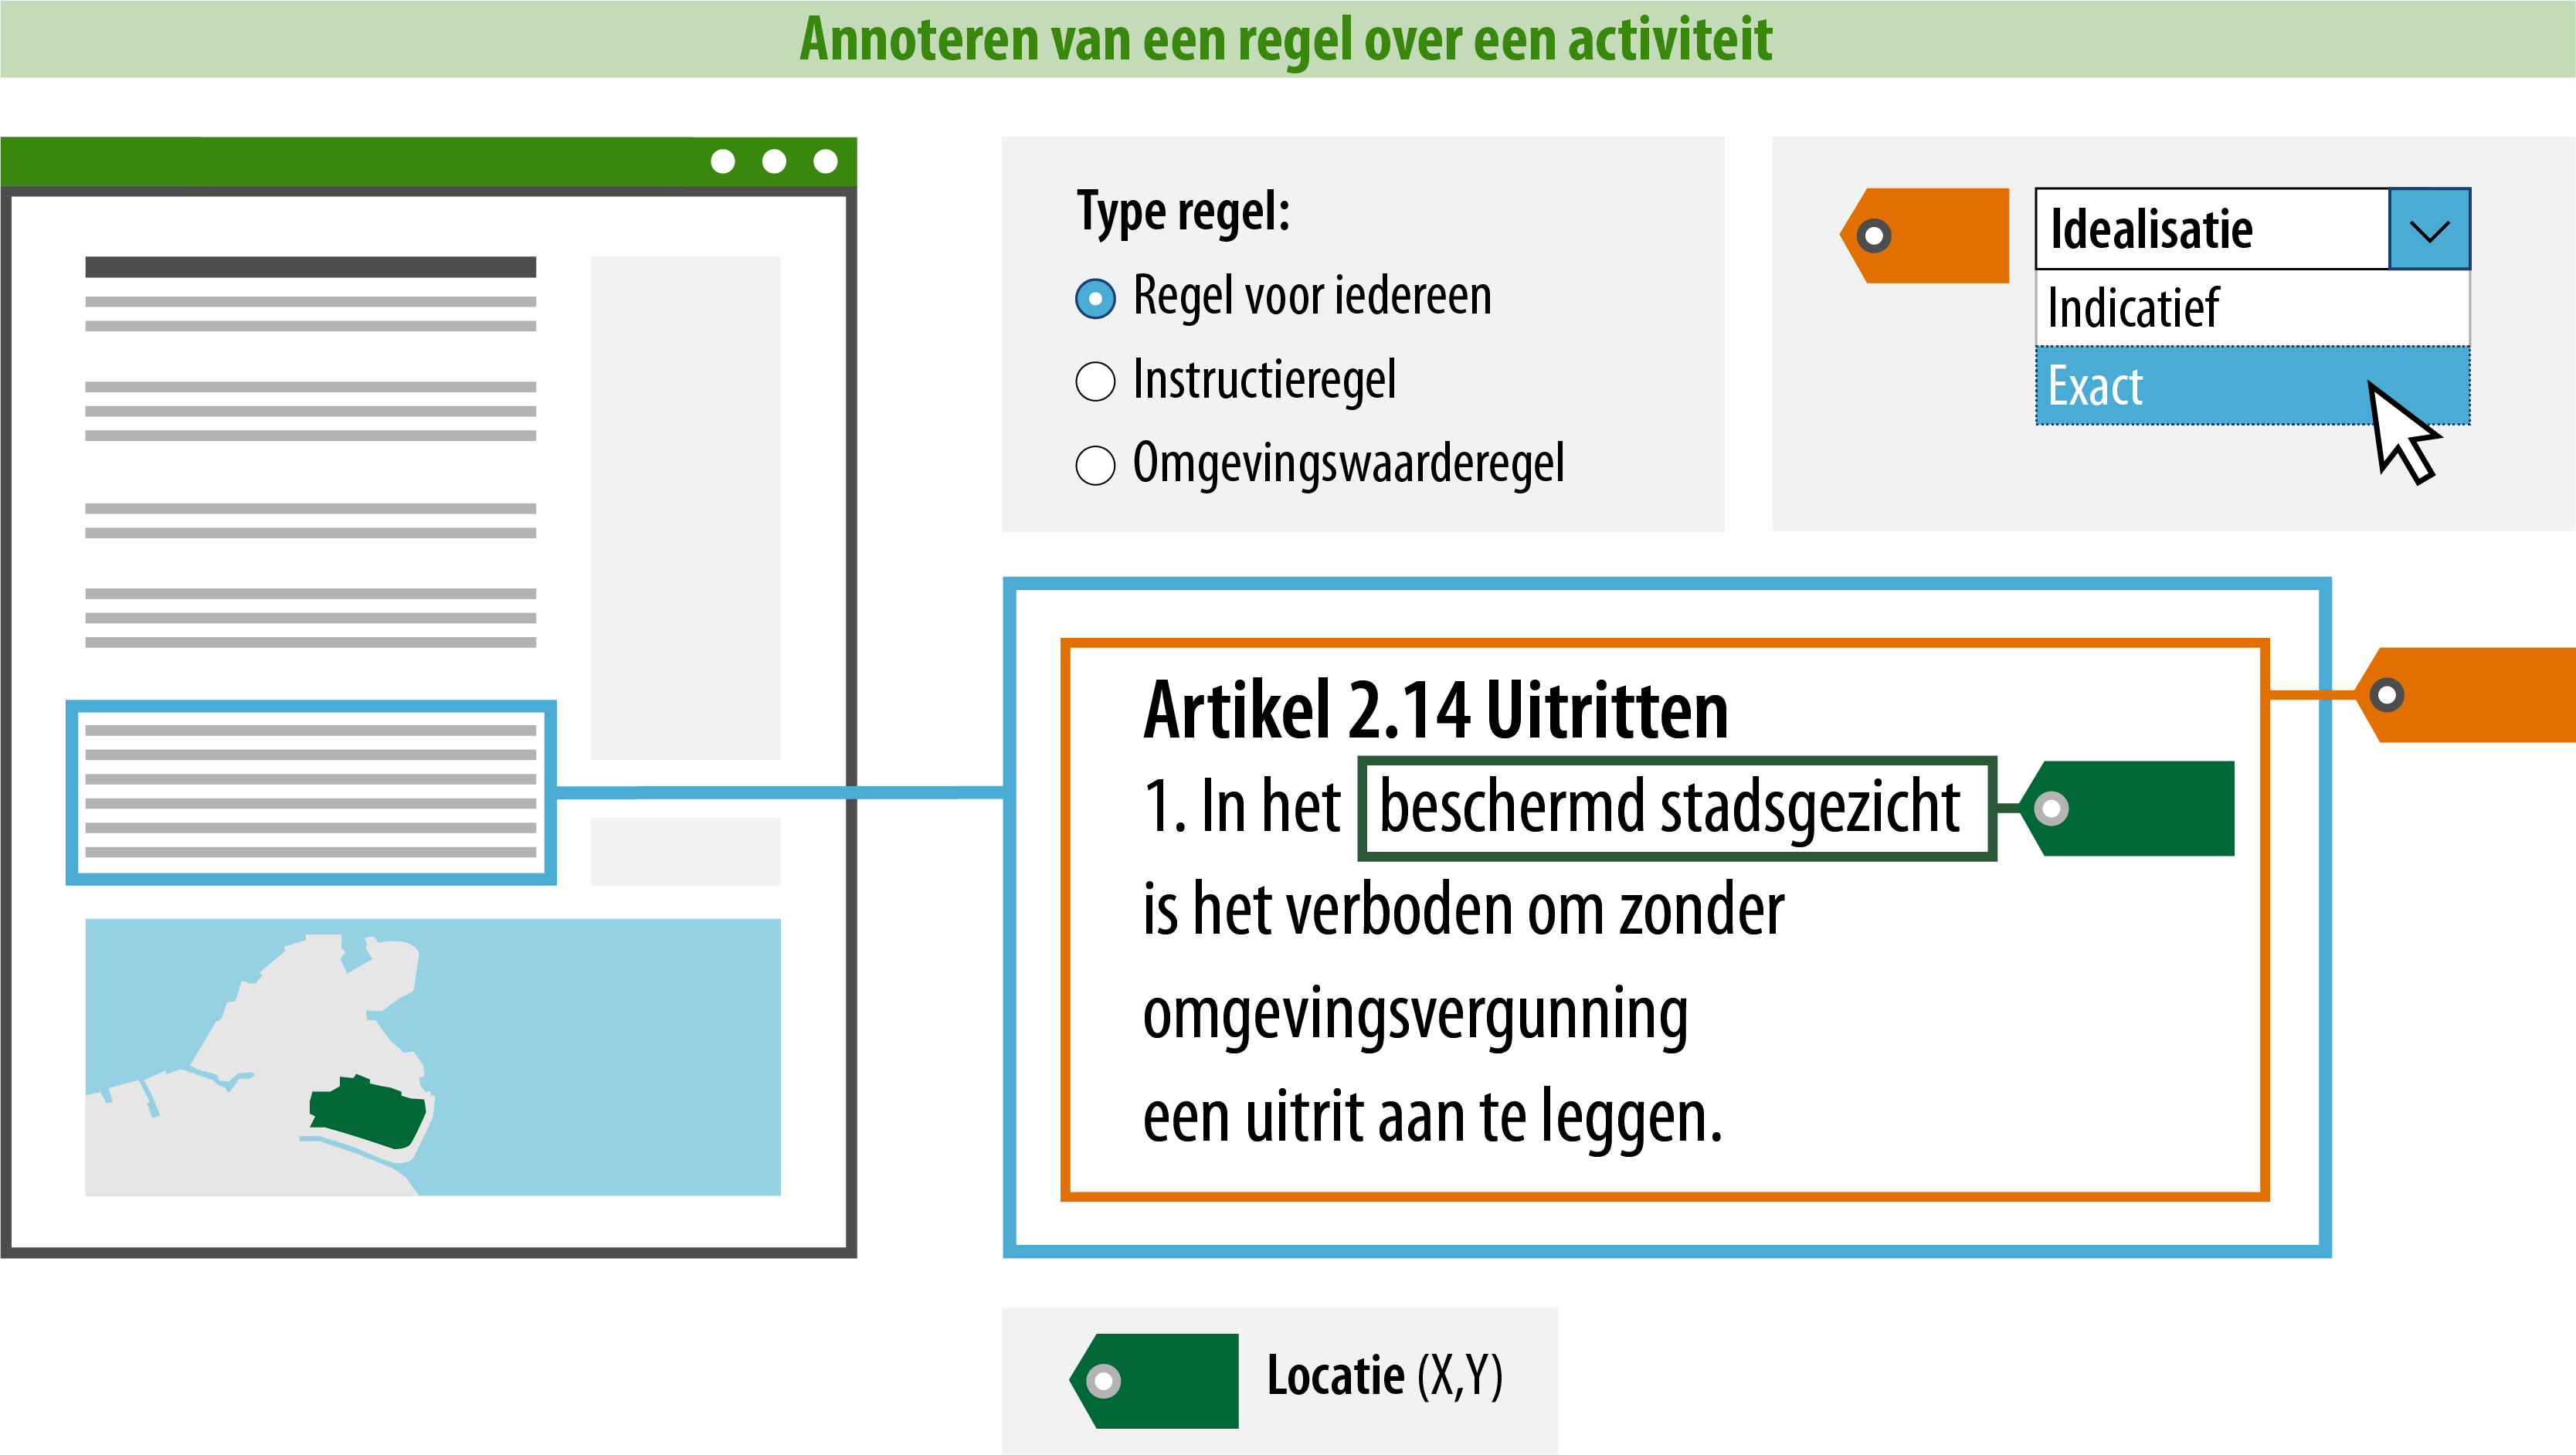 Annoteren van een regel over een activiteit
Type regel:
Regel voor iedereen
Instructieregel
Omgevingswaarderegel
Idealisatie
Indicatief
Exact
Artikel 2.14 Uitritten
1. In het beschermd stadsgezicht
is het verboden om zonder
omgevingsvergunning
een uitrit aan te leggen.
Locatie (X,Y)